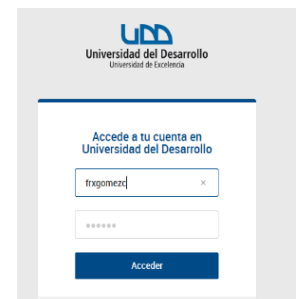 UDD
Universidad del Desarrollo
Universidad de Excelencia
Accede a tu cuenta en
Universidad del Desarrollo
frxgomezc ×
••••••
Acceder